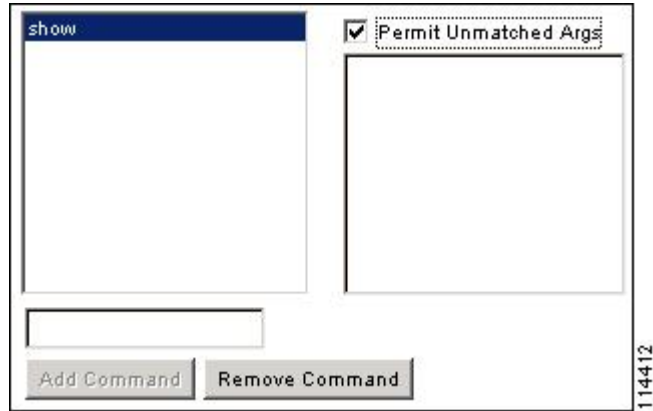 show
Permit Unmatched Args
Add Command
Remove Command
114412